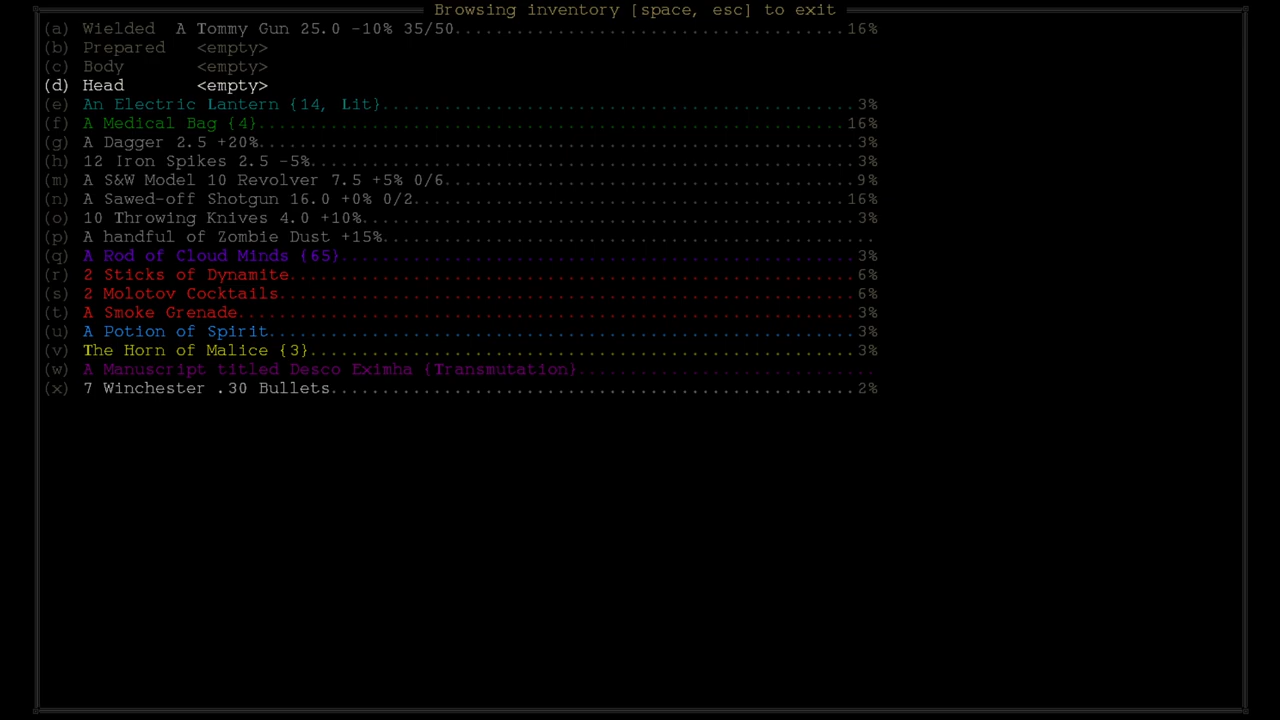 Browsing inventory [space, esc] to exit
(a) Wielded A Tommy Gun 25.0 -10% 35/50......................................16%
(b) Prepared <empty>
(c) Body <empty>
(d) Head <empty>
(e) An Electric Lantern {14, Lit}..............................................3%
(f) A Medical Bag {4}.........................................................16%
(g) A Dagger 2.5 +20%..........................................................3%
(h) 12 Iron Spikes 2.5 -5%.....................................................3%
(m) A S&W Model 10 Revolver 7.5 +5% 0/6........................................9%
(n) A Sawed-off Shotgun 16.0 +0% 0/2..........................................16%
(o) 10 Throwing Knives 4.0 +10%................................................3%
(p) A handful of Zombie Dust +15%...............................................
(q) A Rod of Cloud Minds {65}..................................................3%
(r) 2 Sticks of Dynamite.......................................................6%
(s) 2 Molotov Cocktails........................................................6%
(t) A Smoke Grenade............................................................3%
(u) A Potion of Spirit.........................................................3%
(v) The Horn of Malice {3}.....................................................3%
(w) A Manuscript titled Desco Eximha {Transmutation}.............................
(x) 7 Winchester .30 Bullets...................................................2%